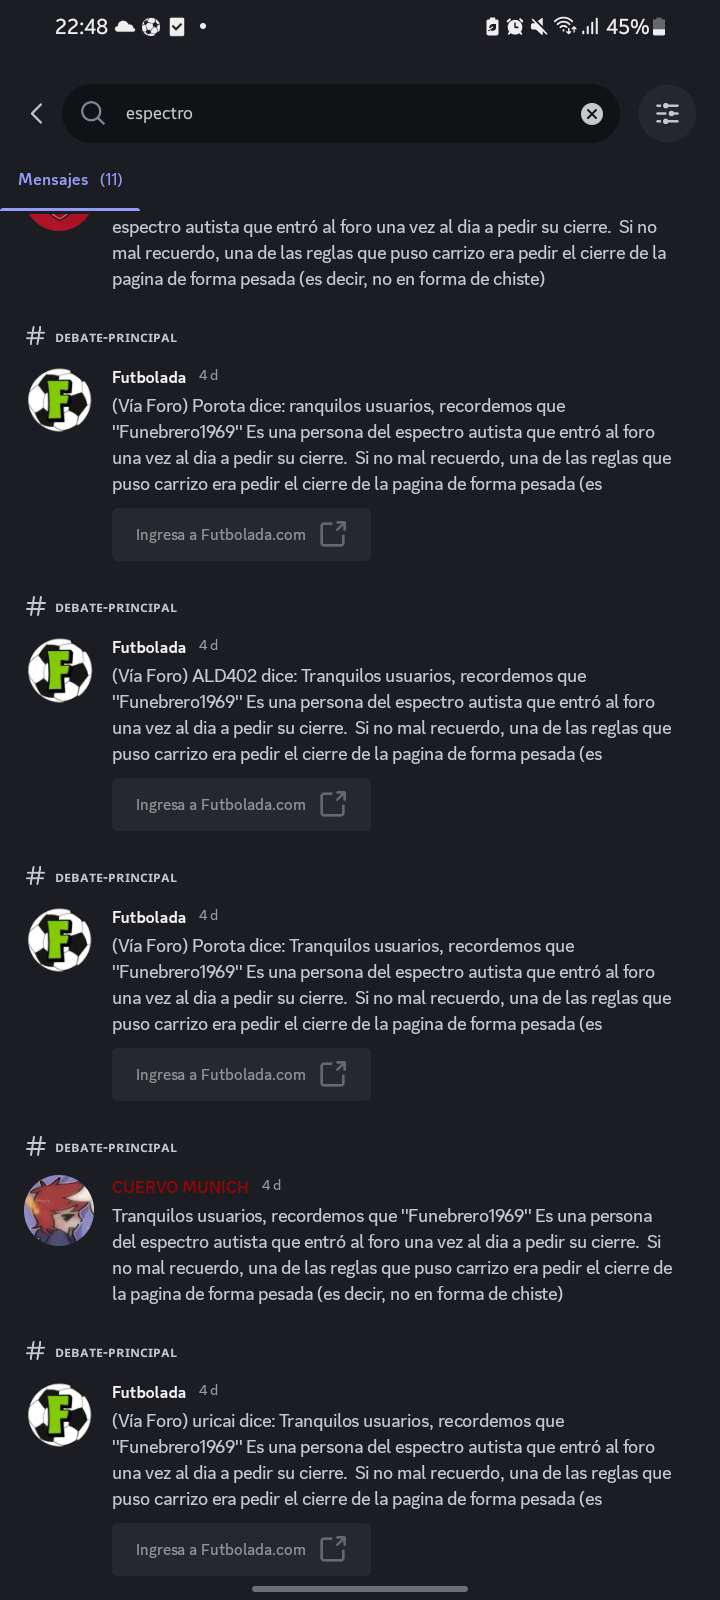 22:48
45%
espectro
Mensajes (11)
espectro autista que entró al foro una vez al dia a pedir su cierre.  Si no
mal recuerdo, una de las reglas que puso carrizo era pedir el cierre de la
pagina de forma pesada (es decir, no en forma de chiste)
# DEBATE-PRINCIPAL
Futbolada 4 d
(Vía Foro) Porota dice: ranquilos usuarios, recordemos que
"Funebrero1969" Es una persona del espectro autista que entró al foro
una vez al dia a pedir su cierre.  Si no mal recuerdo, una de las reglas que
puso carrizo era pedir el cierre de la pagina de forma pesada (es
Ingresa a Futbolada.com
# DEBATE-PRINCIPAL
Futbolada 4 d
(Vía Foro) ALD402 dice: Tranquilos usuarios, recordemos que
"Funebrero1969" Es una persona del espectro autista que entró al foro
una vez al dia a pedir su cierre.  Si no mal recuerdo, una de las reglas que
puso carrizo era pedir el cierre de la pagina de forma pesada (es
Ingresa a Futbolada.com
# DEBATE-PRINCIPAL
Futbolada 4 d
(Vía Foro) Porota dice: Tranquilos usuarios, recordemos que
"Funebrero1969" Es una persona del espectro autista que entró al foro
una vez al dia a pedir su cierre.  Si no mal recuerdo, una de las reglas que
puso carrizo era pedir el cierre de la pagina de forma pesada (es
Ingresa a Futbolada.com
# DEBATE-PRINCIPAL
CUERVO MUNICH 4 d
Tranquilos usuarios, recordemos que "Funebrero1969" Es una persona
del espectro autista que entró al foro una vez al dia a pedir su cierre.  Si
no mal recuerdo, una de las reglas que puso carrizo era pedir el cierre de
la pagina de forma pesada (es decir, no en forma de chiste)
# DEBATE-PRINCIPAL
Futbolada 4 d
(Vía Foro) uricai dice: Tranquilos usuarios, recordemos que
"Funebrero1969" Es una persona del espectro autista que entró al foro
una vez al dia a pedir su cierre.  Si no mal recuerdo, una de las reglas que
puso carrizo era pedir el cierre de la pagina de forma pesada (es
Ingresa a Futbolada.com